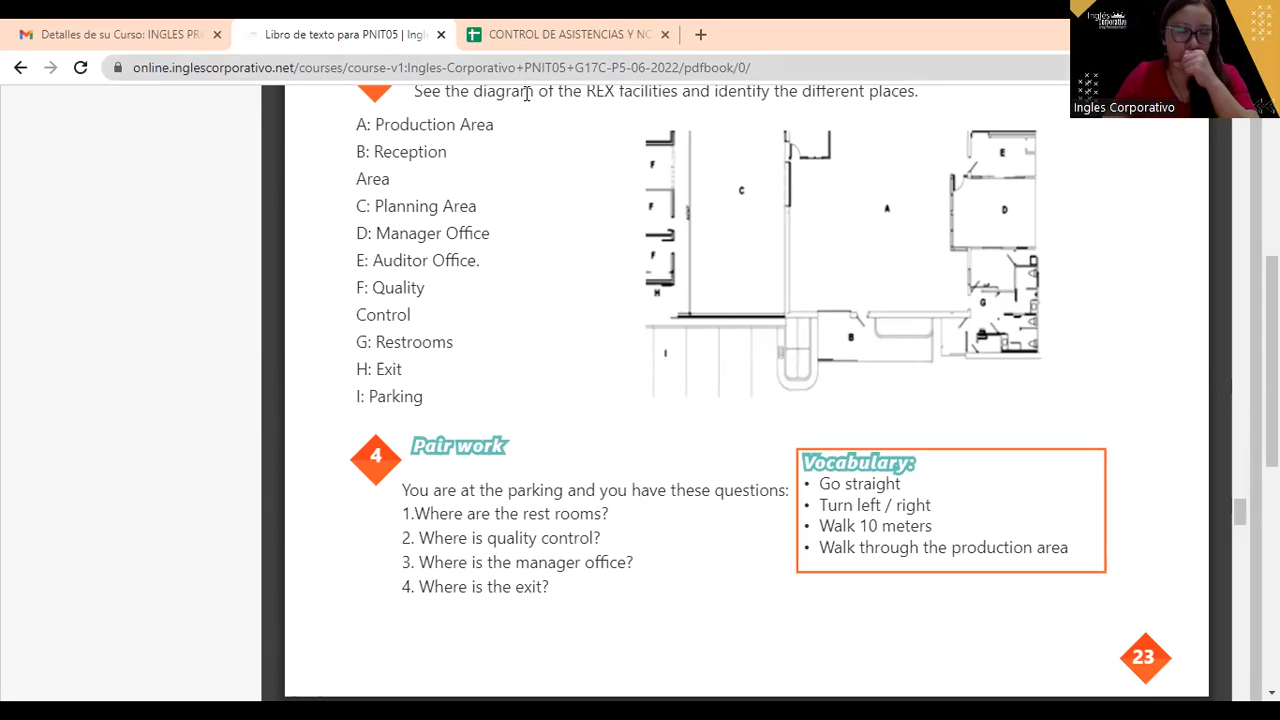 Detalles de su Curso: INGLES PRE
Libro de texto para PNIT05 | Ingl
CONTROL DE ASISTENCIAS Y NO
online.inglescorporativo.net/courses/course-v1:Ingles-Corporativo+PNIT05+G17C-P5-06-2022/pdfbook/0/
Inglés
Corporativo
Ingles Corporativo
See the diagram of the REX facilities and identify the different places.
A: Production Area
B: Reception
Area
C: Planning Area
D: Manager Office
E: Auditor Office.
F: Quality
Control
G: Restrooms
H: Exit
I: Parking
F
F
F
H
C
A
E
D
G
B
I
4
Pair work
You are at the parking and you have these questions:
1.Where are the rest rooms?
2. Where is quality control?
3. Where is the manager office?
4. Where is the exit?
Vocabulary:
• Go straight
• Turn left / right
• Walk 10 meters
• Walk through the production area
23